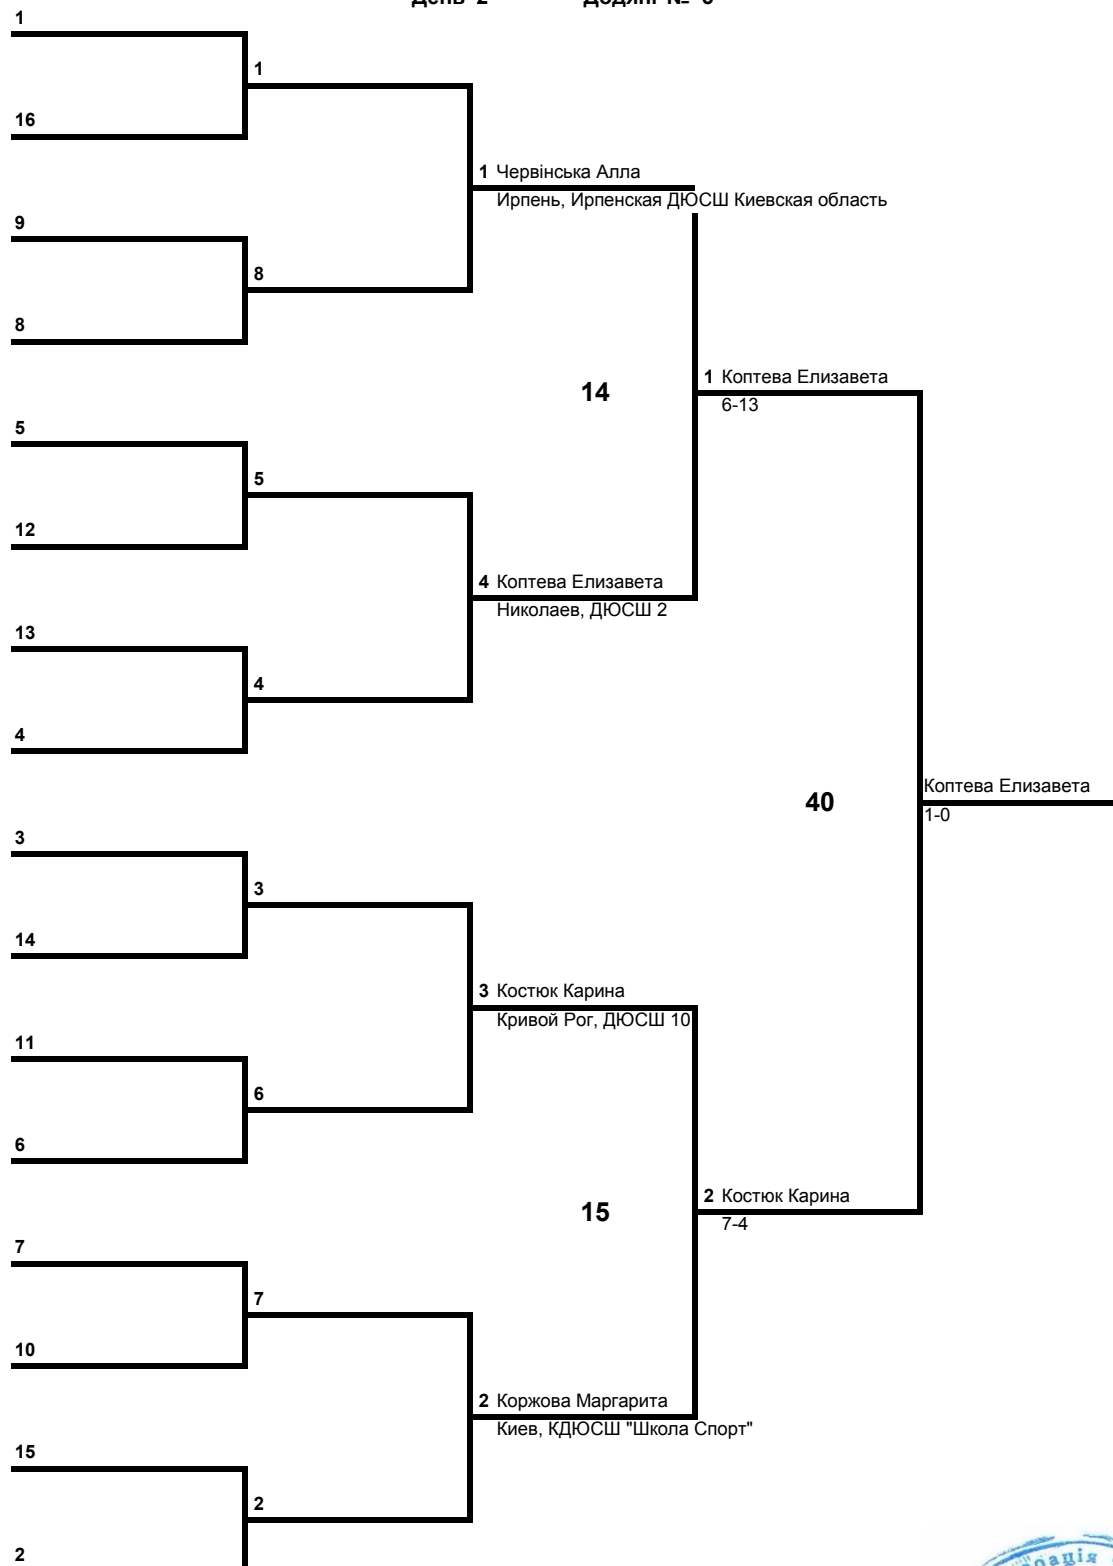 День 2 Додянг № 3
1
1
16
1 Червінська Алла
Ирпень, Ирпенская ДЮСШ Киевская область
9
8
8
14
1 Коптева Елизавета
6-13
5
5
12
4 Коптева Елизавета
Николаев, ДЮСШ 2
13
4
4
40
Коптева Елизавета
1-0
3
3
14
3 Костюк Карина
Кривой Рог, ДЮСШ 10
11
6
6
15
2 Костюк Карина
7-4
7
7
10
2 Коржова Маргарита
Киев, КДЮСШ "Школа Спорт"
15
2
2